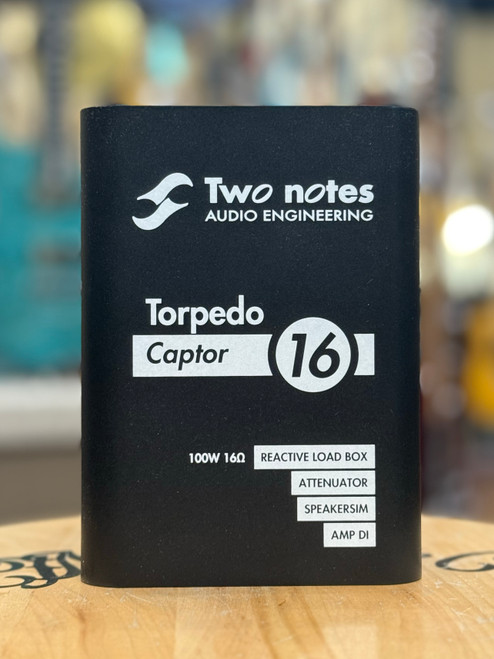 Two notes
AUDIO ENGINEERING
Torpedo
Captor 16
100W 16Ω REACTIVE LOAD BOX
ATTENUATOR
SPEAKERSIM
AMP DI